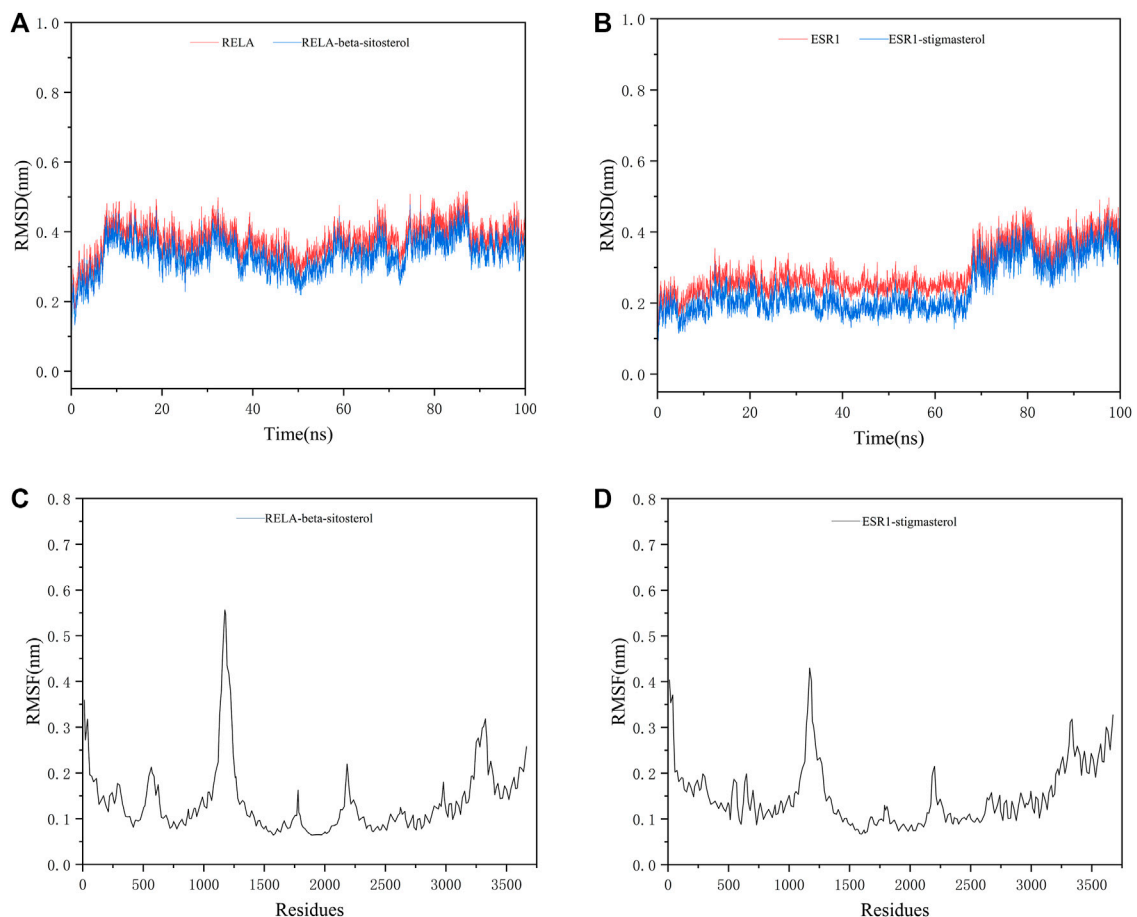 A
RELA RELA-beta-sitosterol
1.0
0.8
0.6
0.4
0.2
0.0
RMSD(nm)
0 20 40 60 80 100
Time(ns)
B
ESR1 ESR1-stigmasterol
1.0
0.8
0.6
0.4
0.2
0.0
RMSD(nm)
0 20 40 60 80 100
Time(ns)
C
RELA-beta-sitosterol
0.8
0.7
0.6
0.5
0.4
0.3
0.2
0.1
0.0
RMSF(nm)
0 500 1000 1500 2000 2500 3000 3500
Residues
D
ESR1-stigmasterol
0.8
0.7
0.6
0.5
0.4
0.3
0.2
0.1
0.0
RMSF(nm)
0 500 1000 1500 2000 2500 3000 3500
Residues